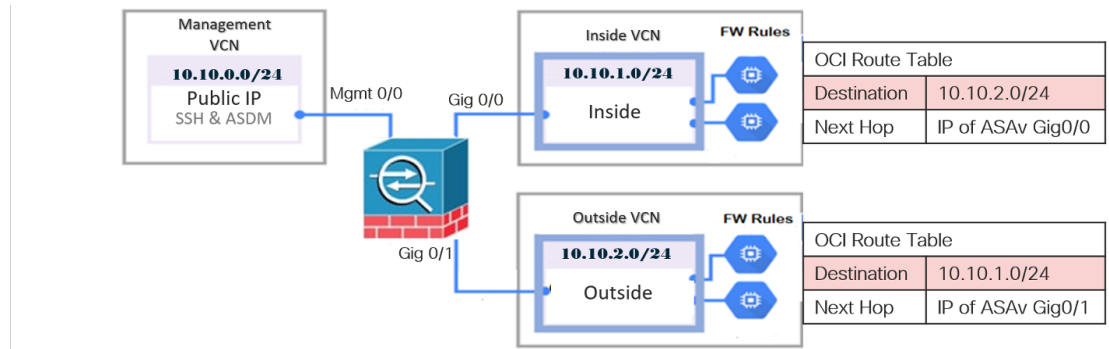 Management
VCN
10.10.0.0/24
Public IP
SSH & ASDM
Mgmt 0/0
Gig 0/0
Gig 0/1
Inside VCN
FW Rules
10.10.1.0/24
Inside
OCI Route Table
Destination 10.10.2.0/24
Next Hop IP of ASAv Gig0/0
Outside VCN
FW Rules
10.10.2.0/24
Outside
OCI Route Table
Destination 10.10.1.0/24
Next Hop IP of ASAv Gig0/1